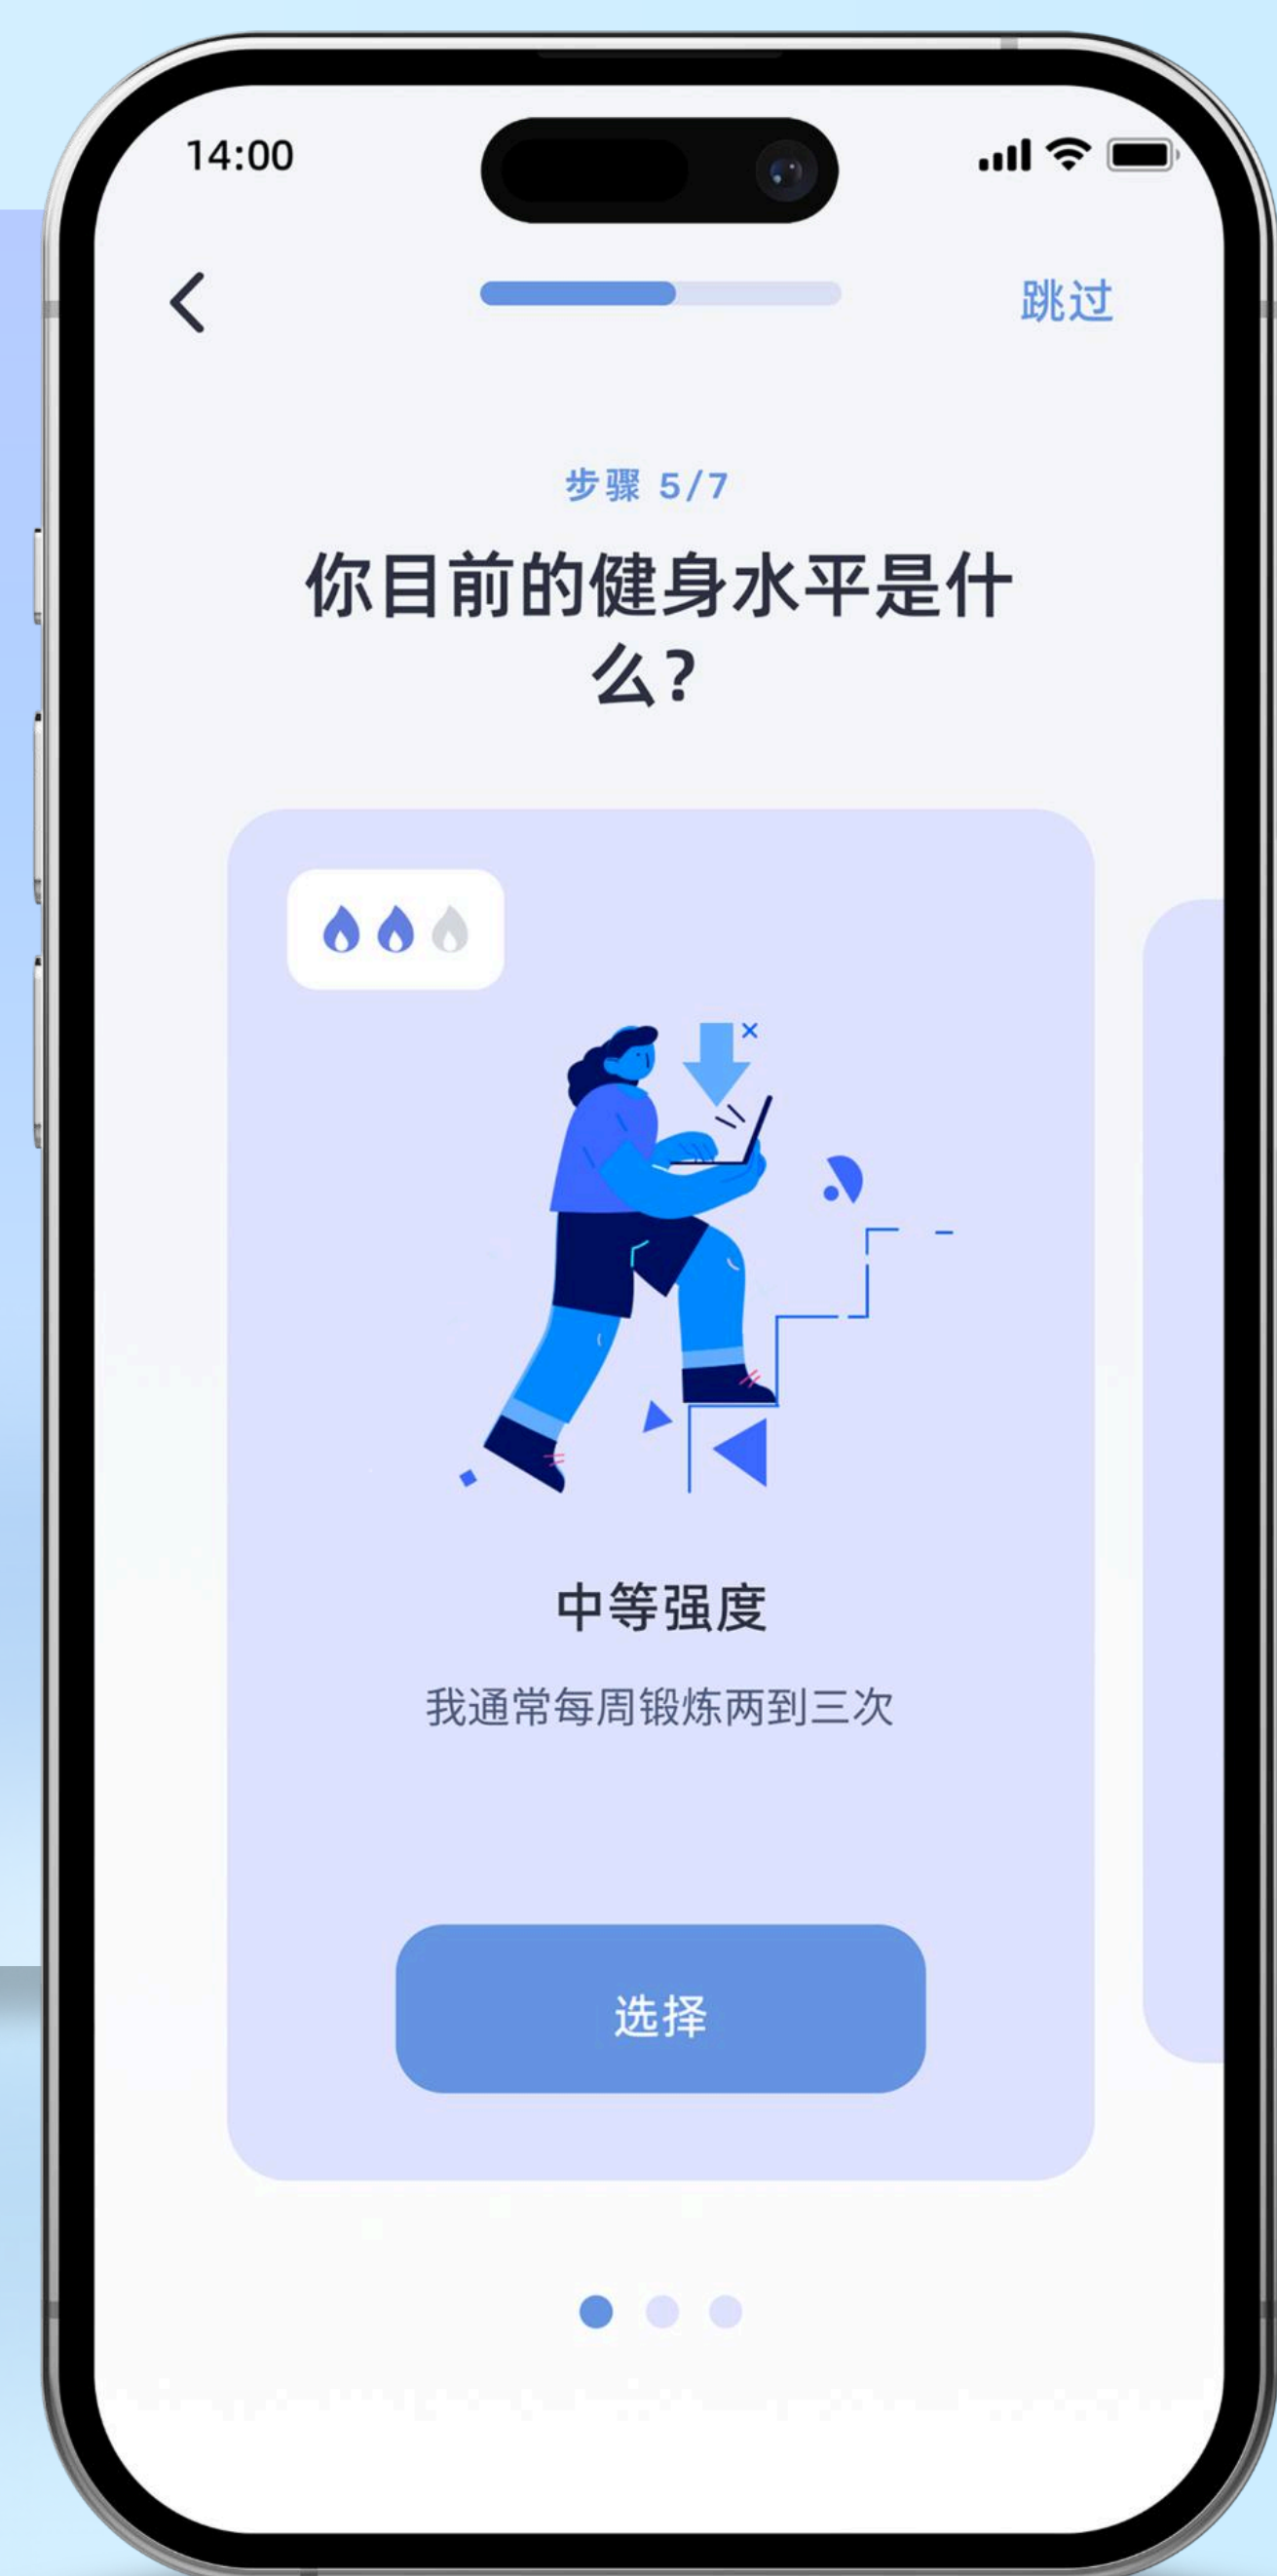 14:00
跳过
步骤 5/7
你目前的健身水平是什
么？
中等强度
我通常每周锻炼两到三次
选择